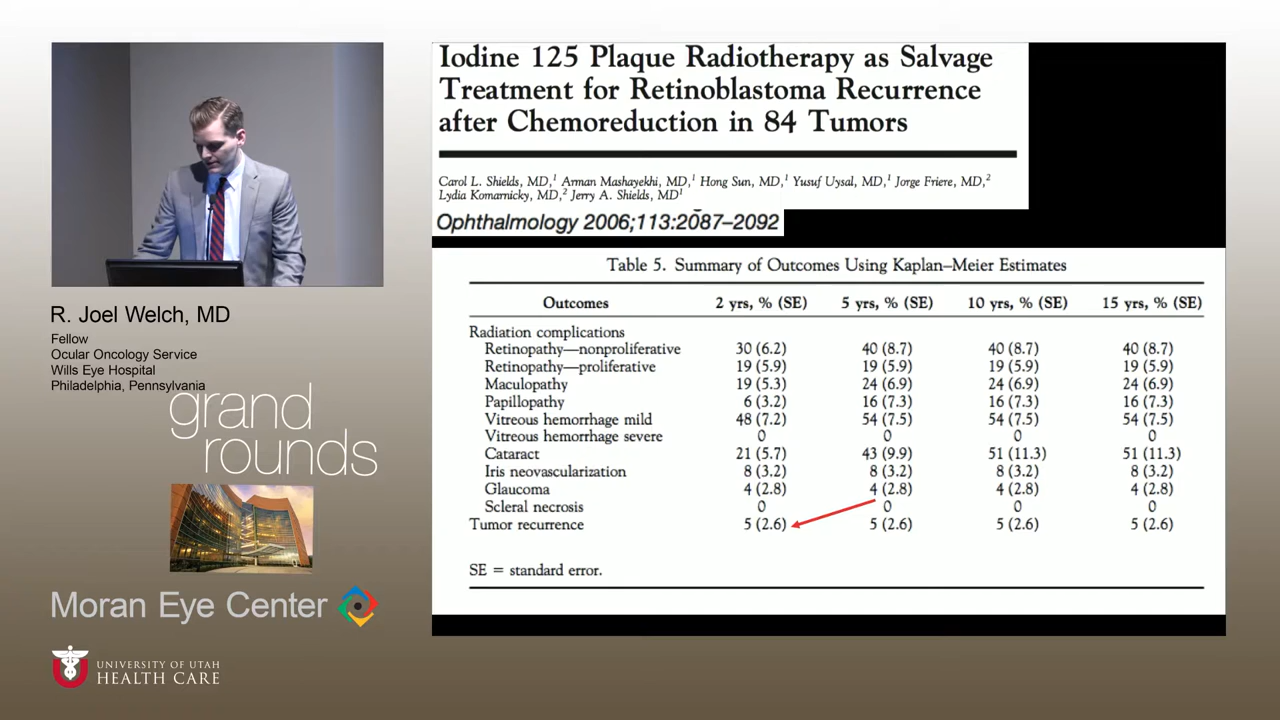 Iodine 125 Plaque Radiotherapy as Salvage
Treatment for Retinoblastoma Recurrence
after Chemoreduction in 84 Tumors
Carol L. Shields, MD,¹ Arman Mashayekhi, MD,¹ Hong Sun, MD,¹ Yusuf Uysal, MD,¹ Jorge Friere, MD,²
Lydia Komarnicky, MD,² Jerry A. Shields, MD¹
Ophthalmology 2006;113:2087–2092
Table 5. Summary of Outcomes Using Kaplan–Meier Estimates
Outcomes 2 yrs, % (SE) 5 yrs, % (SE) 10 yrs, % (SE) 15 yrs, % (SE)
Radiation complications
Retinopathy—nonproliferative 30 (6.2) 40 (8.7) 40 (8.7) 40 (8.7)
Retinopathy—proliferative 19 (5.9) 19 (5.9) 19 (5.9) 19 (5.9)
Maculopathy 19 (5.3) 24 (6.9) 24 (6.9) 24 (6.9)
Papillopathy 6 (3.2) 16 (7.3) 16 (7.3) 16 (7.3)
Vitreous hemorrhage mild 48 (7.2) 54 (7.5) 54 (7.5) 54 (7.5)
Vitreous hemorrhage severe 0 0 0 0
Cataract 21 (5.7) 43 (9.9) 51 (11.3) 51 (11.3)
Iris neovascularization 8 (3.2) 8 (3.2) 8 (3.2) 8 (3.2)
Glaucoma 4 (2.8) 4 (2.8) 4 (2.8) 4 (2.8)
Scleral necrosis 0 0 0 0
Tumor recurrence 5 (2.6) 5 (2.6) 5 (2.6) 5 (2.6)
SE = standard error.
R. Joel Welch, MD
Fellow
Ocular Oncology Service
Wills Eye Hospital
Philadelphia, Pennsylvania
grand
rounds
Moran Eye Center
UNIVERSITY OF UTAH
HEALTH CARE